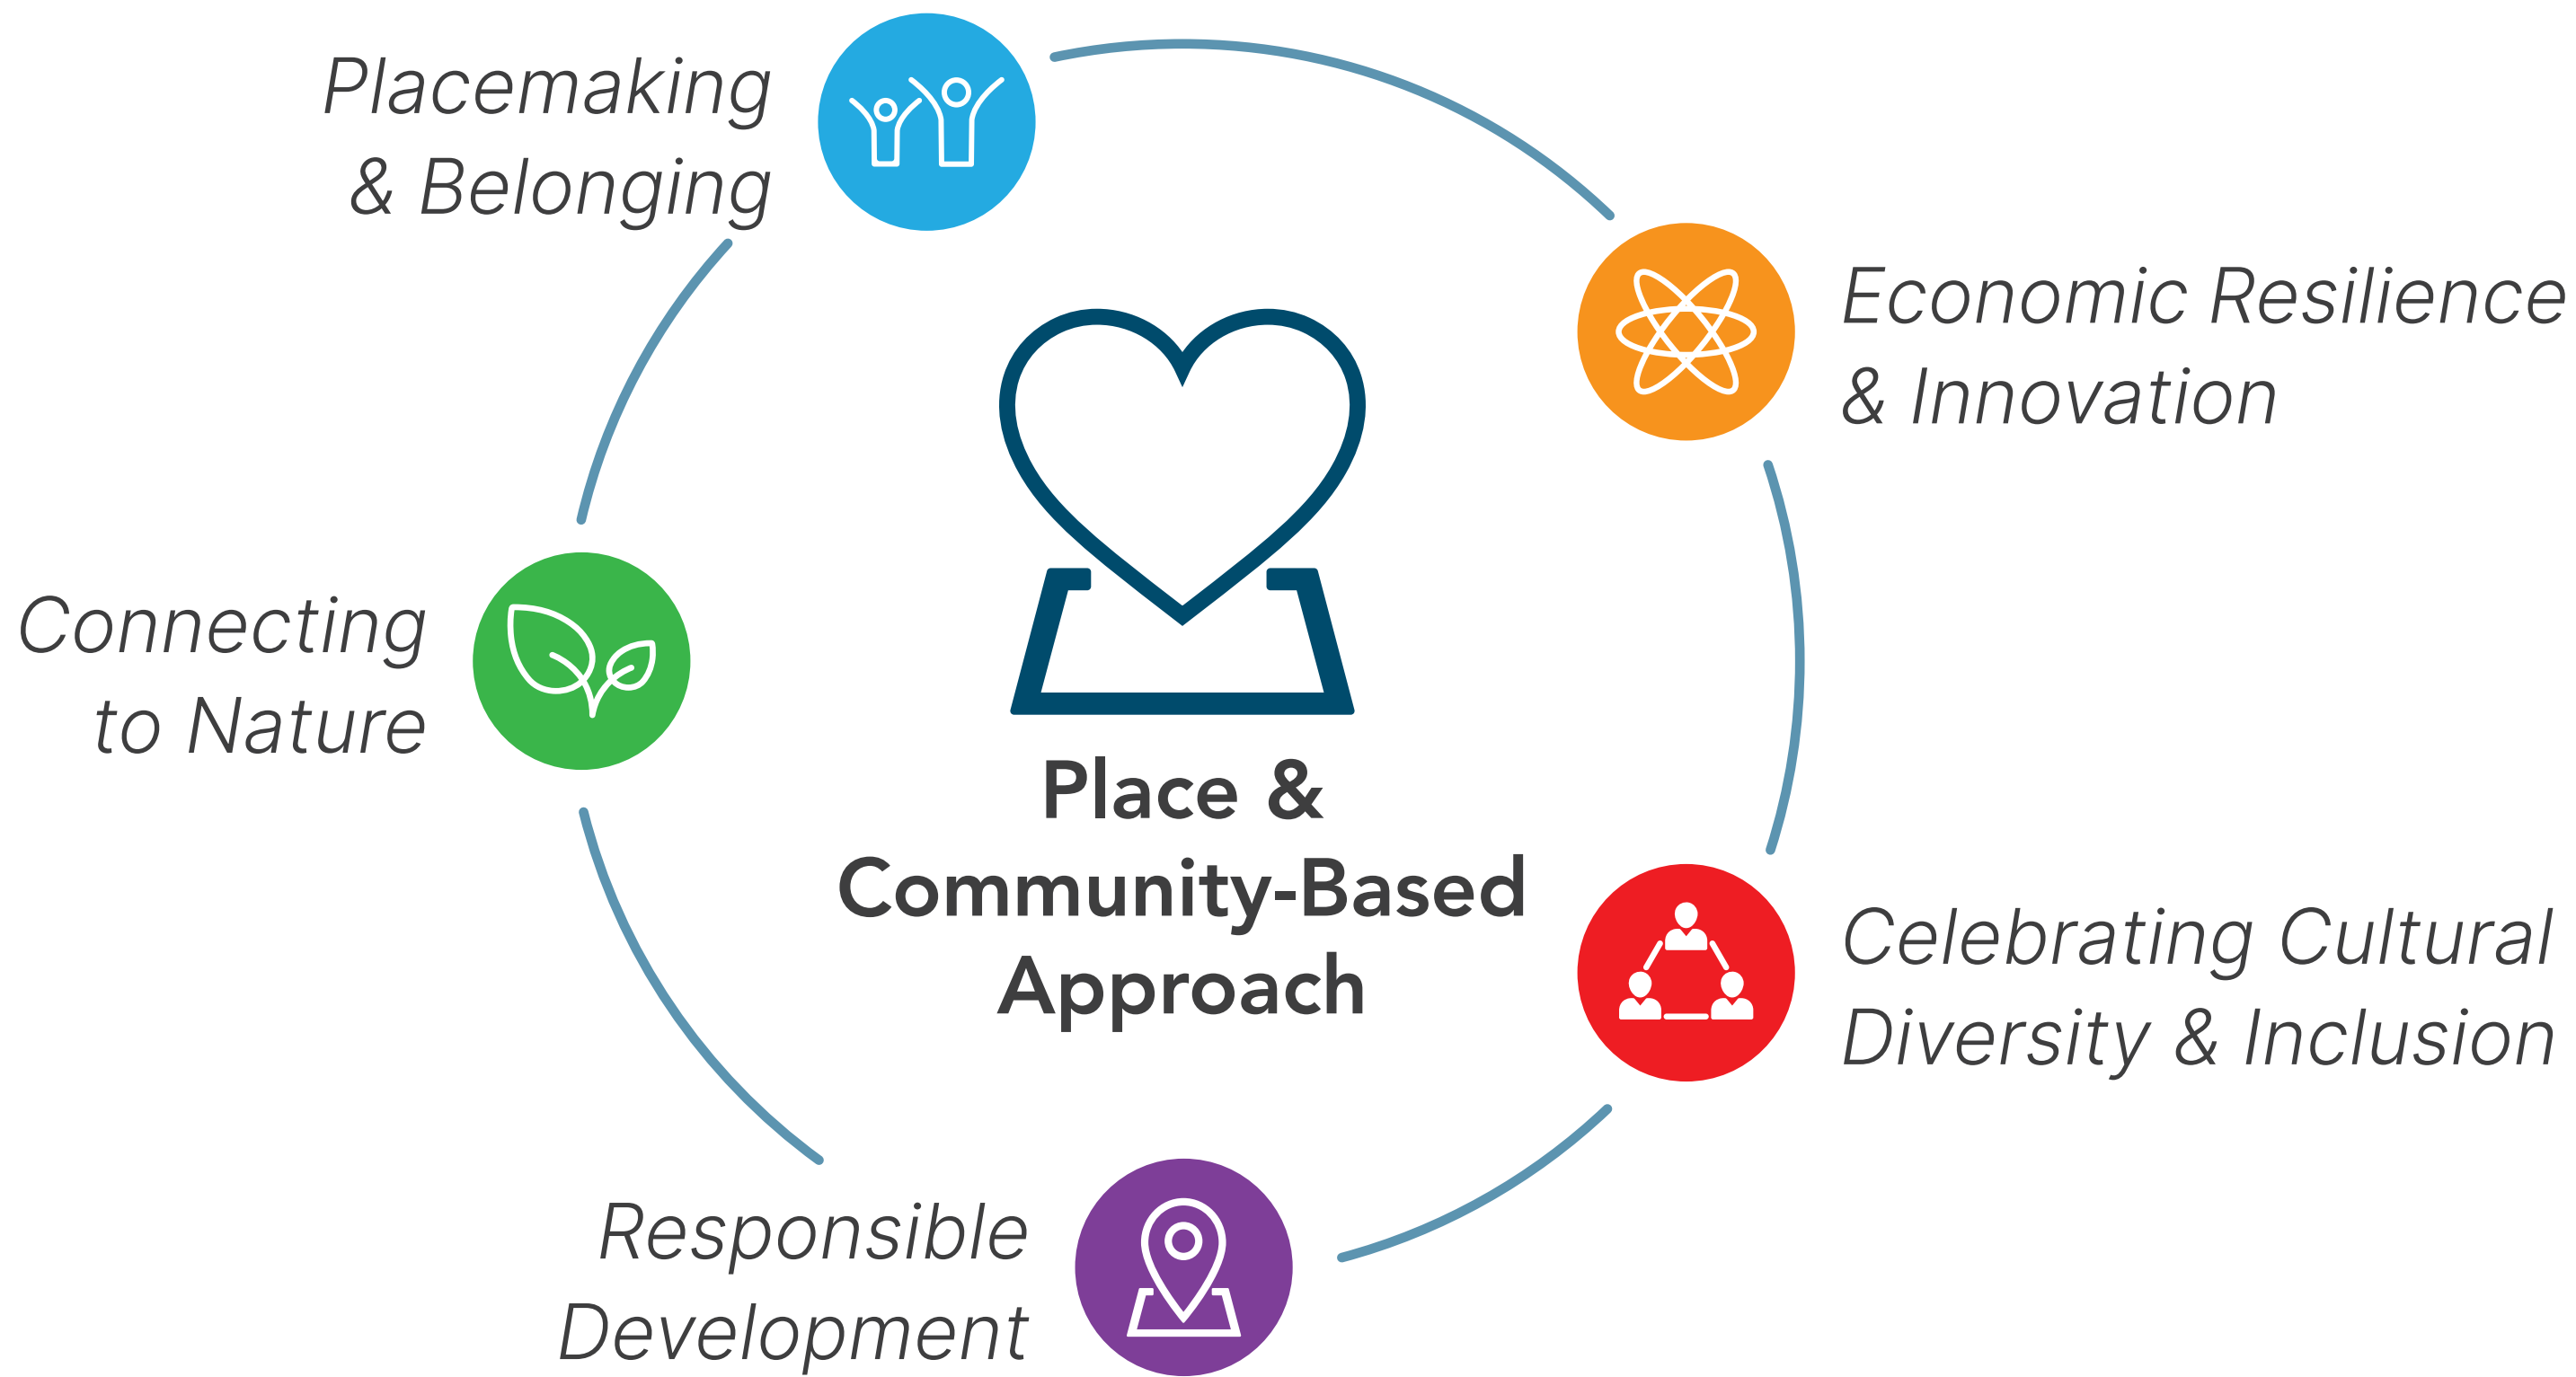 Placemaking
& Belonging
Economic Resilience
& Innovation
Connecting
to Nature
Place &
Community-Based
Approach
Celebrating Cultural
Diversity & Inclusion
Responsible
Development